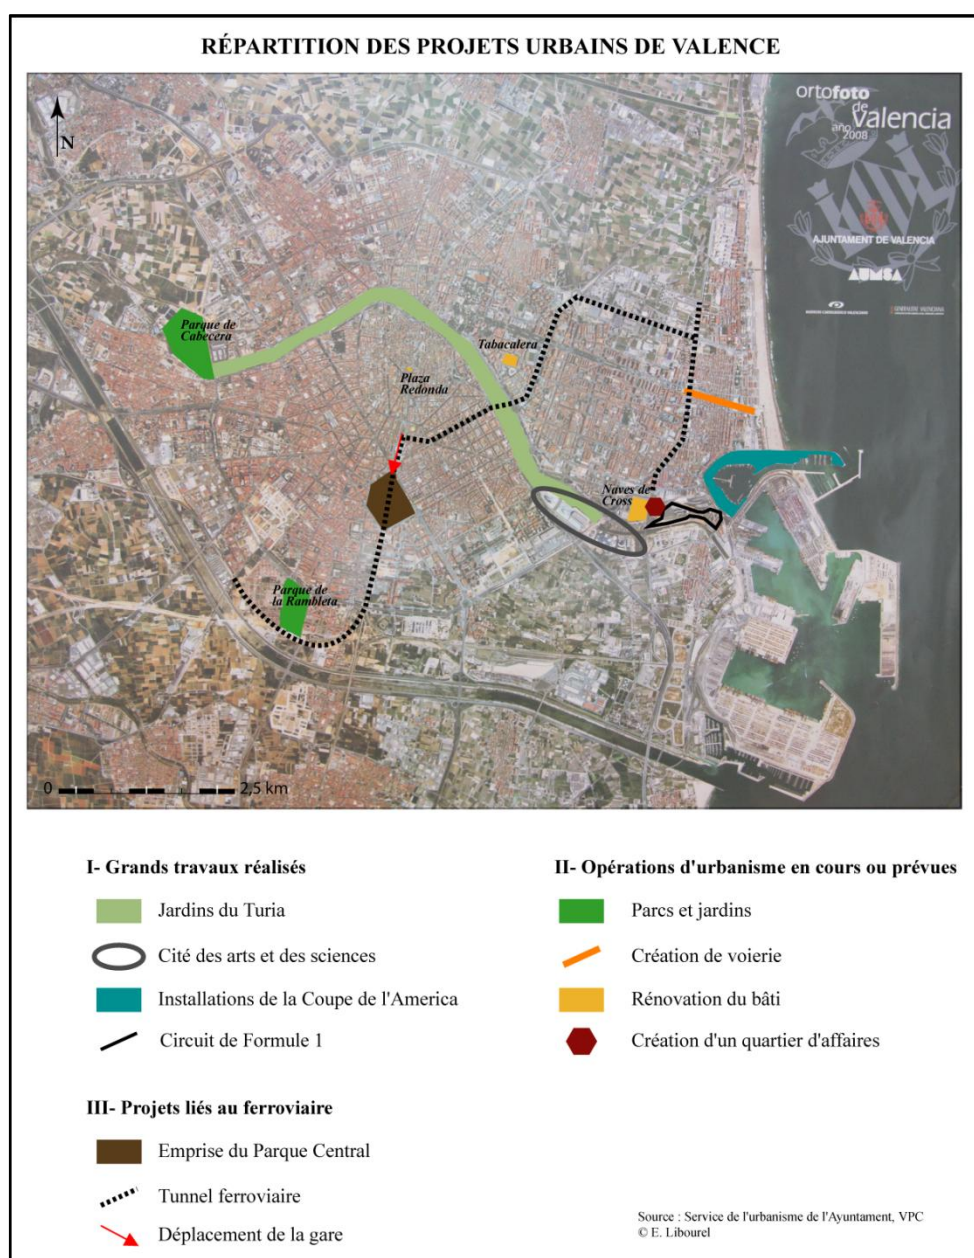 RÉPARTITION DES PROJETS URBAINS DE VALENCE
N
ortofoto
de
valencia
año
2008
AJUNTAMENT DE VALENCIA
AUMSA
Parque de
Cabecera
Tabacalera
Plaza
Redonda
Naves de
Cross
Parque de
la Rambleta
0 2,5 km
I- Grands travaux réalisés
Jardins du Turia
Cité des arts et des sciences
Installations de la Coupe de l'America
Circuit de Formule 1
II- Opérations d'urbanisme en cours ou prévues
Parcs et jardins
Création de voierie
Rénovation du bâti
Création d'un quartier d'affaires
III- Projets liés au ferroviaire
Emprise du Parque Central
Tunnel ferroviaire
Déplacement de la gare
Source : Service de l'urbanisme de l'Ayuntament, VPC
© E. Libourel